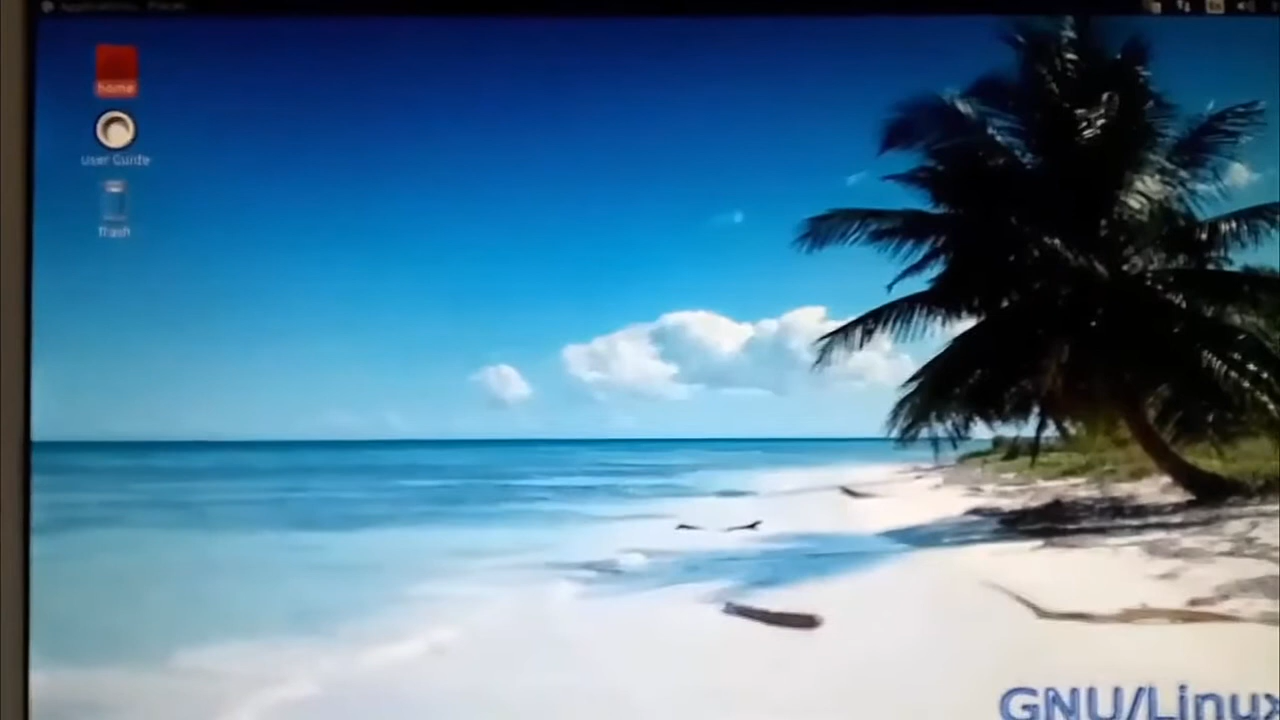 Applications Places
home
user Guide
Trash
GNU/Linux